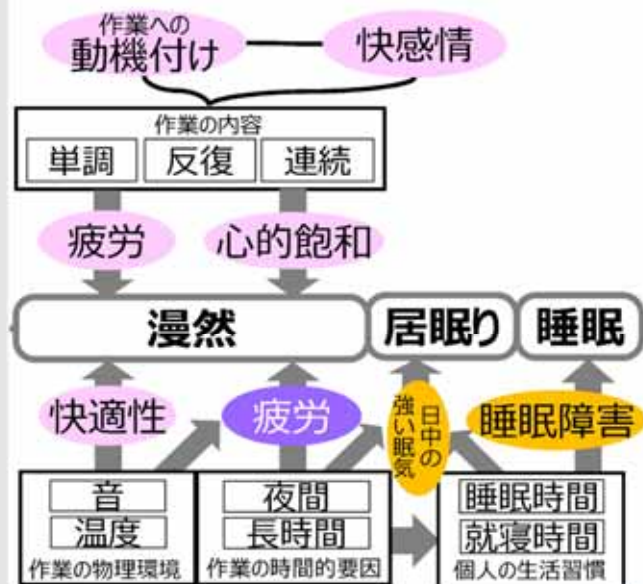 作業への
動機付け
快感情
作業の内容
単調 反復 連続
疲労 心的飽和
漫然 居眠り 睡眠
快適性 疲労 日中の
強い眠気 睡眠障害
音 夜間 睡眠時間
温度 長時間 就寝時間
作業の物理環境 作業の時間的要因 個人の生活習慣